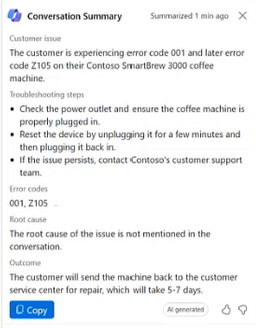 Conversation Summary Summarized 1 min ago
Customer issue
The customer is experiencing error code 001 and later error
code Z105 on their Contoso SmartBrew 3000 coffee
machine.
Troubleshooting steps
• Check the power outlet and ensure the coffee machine is
properly plugged in.
• Reset the device by unplugging it for a few minutes and
then plugging it back in.
• If the issue persists, contact Contoso's customer support
team.
Error codes
001, Z105 .
Root cause
The root cause of the issue is not mentioned in the
conversation.
Outcome
The customer will send the machine back to the customer
service center for repair, which will take 5-7 days.
Copy AI generated